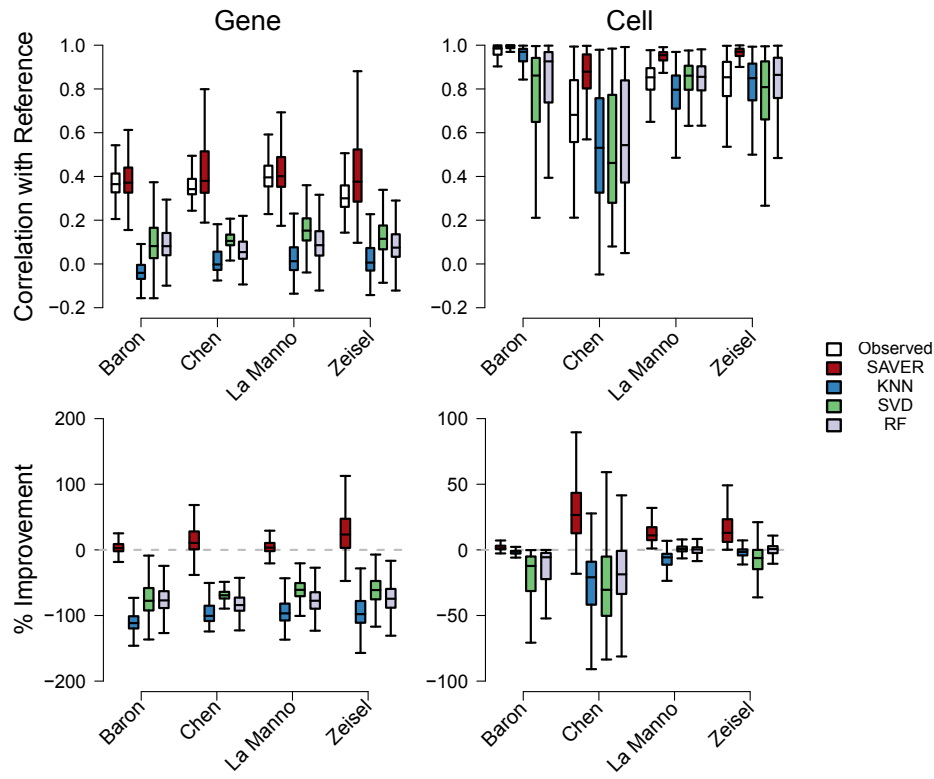 Gene
Cell
Correlation with Reference
1.0
0.8
0.6
0.4
0.2
0.0
−0.2
Baron
Chen
La Manno
Zeisel
1.0
0.8
0.6
0.4
0.2
0.0
−0.2
Baron
Chen
La Manno
Zeisel
Observed
SAVER
KNN
SVD
RF
% Improvement
200
100
0
−100
−200
Baron
Chen
La Manno
Zeisel
100
50
0
−50
−100
Baron
Chen
La Manno
Zeisel